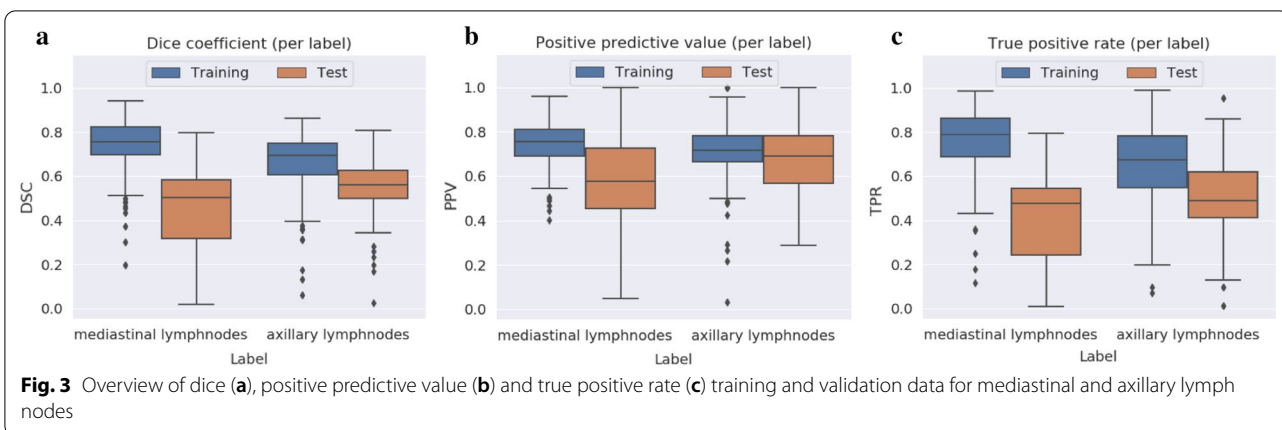 a
Dice coefficient (per label)
Training
Test
1.0
0.8
0.6
0.4
0.2
0.0
DSC
mediastinal lymphnodes
axillary lymphnodes
Label
b
Positive predictive value (per label)
Training
Test
1.0
0.8
0.6
0.4
0.2
0.0
PPV
mediastinal lymphnodes
axillary lymphnodes
Label
c
True positive rate (per label)
Training
Test
1.0
0.8
0.6
0.4
0.2
0.0
TPR
mediastinal lymphnodes
axillary lymphnodes
Label
Fig. 3 Overview of dice (a), positive predictive value (b) and true positive rate (c) training and validation data for mediastinal and axillary lymph
nodes